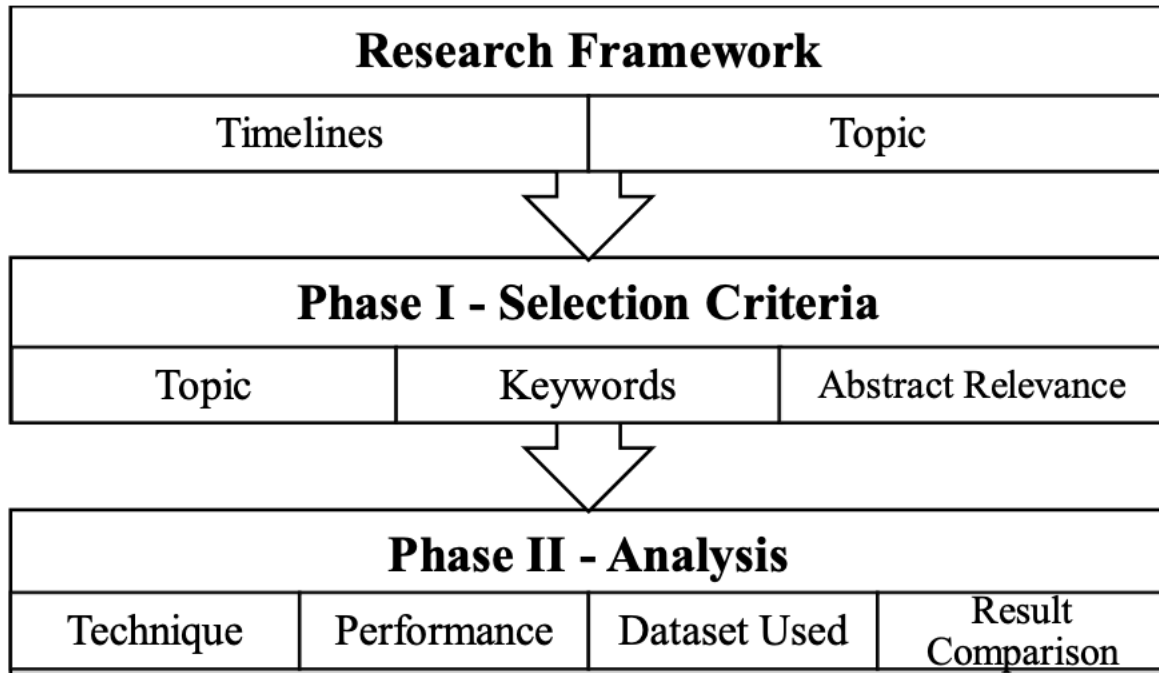 Research Framework
Timelines Topic
Phase I - Selection Criteria
Topic Keywords Abstract Relevance
Phase II - Analysis
Technique Performance Dataset Used Result Comparison